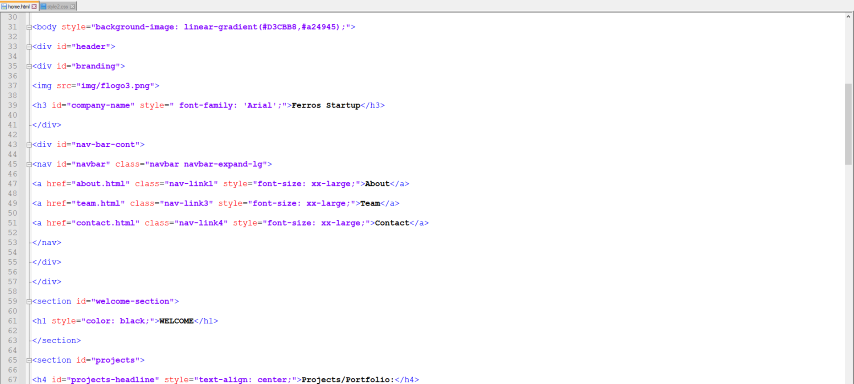 home.html
30
31 <body style="background-image: linear-gradient(#D3CBB8,#a24945);">
32
33 <div id="header">
34
35 <div id="branding">
36
37 <img src="img/flogo3.png">
38
39 <h3 id="company-name" style=" font-family: 'Arial';">Ferros Startup</h3>
40
41 </div>
42
43 <div id="nav-bar-cont">
44
45 <nav id="navbar" class="navbar navbar-expand-lg">
46
47 <a href="about.html" class="nav-link1" style="font-size: xx-large;">About</a>
48
49 <a href="team.html" class="nav-link3" style="font-size: xx-large;">Team</a>
50
51 <a href="contact.html" class="nav-link4" style="font-size: xx-large;">Contact</a>
52
53 </nav>
54
55 </div>
56
57 </div>
58
59 <section id="welcome-section">
60
61 <h1 style="color: black;">WELCOME</h1>
62
63 </section>
64
65 <section id="projects">
66
67 <h4 id="projects-headline" style="text-align: center;">Projects/Portfolio:</h4>